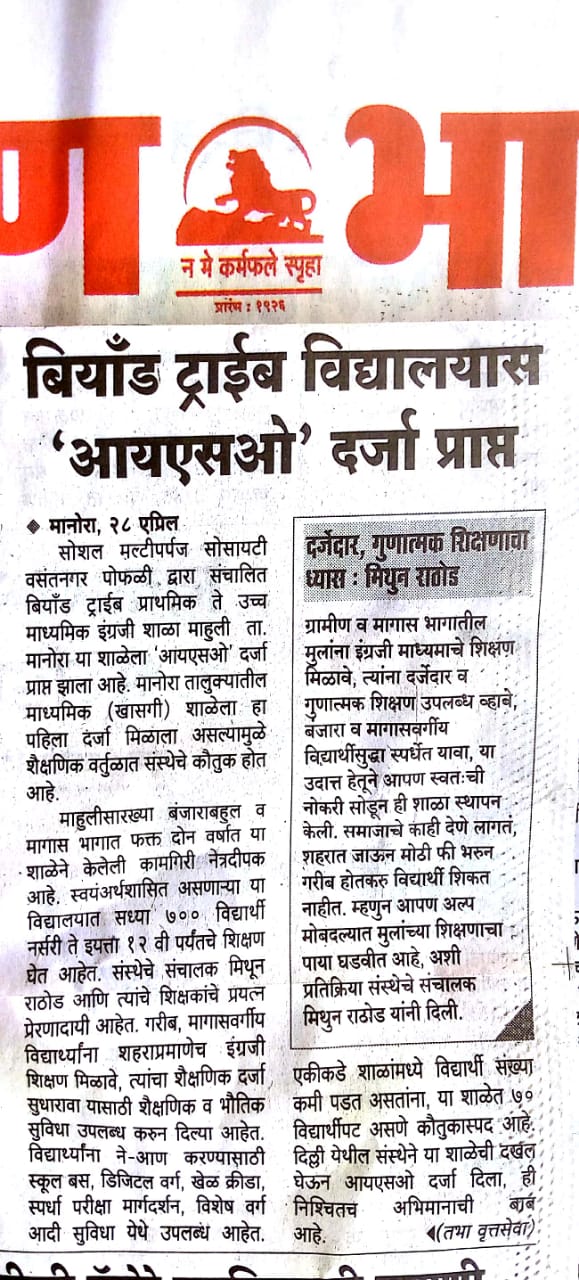 ण भा
न मे कर्मफले स्पृहा
प्रारंभ : १९२६
बियाँड ट्राईब विद्यालयास
‘आयएसओ’ दर्जा प्राप्त
◆ मानोरा, २८ एप्रिल
सोशल मल्टीपर्पज सोसायटी
वसंतनगर पोफळी द्वारा संचालित
बियाँड ट्राईब प्राथमिक ते उच्च
माध्यमिक इंग्रजी शाळा माहुली ता.
मानोरा या शाळेला ‘आयएसओ’ दर्जा
प्राप्त झाला आहे. मानोरा तालुक्यातील
माध्यमिक (खासगी) शाळेला हा
पहिला दर्जा मिळाला असल्यामुळे
शैक्षणिक वर्तुळात संस्थेचे कौतुक होत
आहे.
माहुलीसारख्या बंजाराबहुल व
मागास भागात फक्त दोन वर्षात या
शाळेने केलेली कामगिरी नेत्रदीपक
आहे. स्वयंअर्थशासित असणाऱ्या या
विद्यालयात सध्या ७०० विद्यार्थी
नर्सरी ते इयत्ता १२ वी पर्यंतचे शिक्षण
घेत आहेत. संस्थेचे संचालक मिथून
राठोड आणि त्यांचे शिक्षकांचे प्रयत्न
प्रेरणादायी आहेत. गरीब, मागासवर्गीय
विद्यार्थ्यांना शहराप्रमाणेच इंग्रजी
शिक्षण मिळावे, त्यांचा शैक्षणिक दर्जा
सुधारावा यासाठी शैक्षणिक व भौतिक
सुविधा उपलब्ध करुन दिल्या आहेत.
विद्यार्थ्यांना ने-आण करण्यासाठी
स्कूल बस, डिजिटल वर्ग, खेळ क्रीडा,
स्पर्धा परीक्षा मार्गदर्शन, विशेष वर्ग
आदी सुविधा येथे उपलब्ध आहेत.
दर्जेदार, गुणात्मक शिक्षणाचा
ध्यास : मिथुन राठोड
ग्रामीण व मागास भागातील
मुलांना इंग्रजी माध्यमाचे शिक्षण
मिळावे, त्यांना दर्जेदार व
गुणात्मक शिक्षण उपलब्ध व्हावे,
बंजारा व मागासवर्गीय
विद्यार्थीसुद्धा स्पर्धेत यावा, या
उदात्त हेतूने आपण स्वतःची
नोकरी सोडून ही शाळा स्थापन
केली. समाजाचे काही देणे लागतं,
शहरात जाऊन मोठी फी भरुन
गरीब होतकरु विद्यार्थी शिकत
नाहीत. म्हणुन आपण अल्प
मोबदल्यात मुलांच्या शिक्षणाचा
पाया घडवीत आहे, अशी
प्रतिक्रिया संस्थेचे संचालक
मिथुन राठोड यांनी दिली.
एकीकडे शाळांमध्ये विद्यार्थी संख्या
कमी पडत असतांना, या शाळेत ७०
विद्यार्थीपट असणे कौतुकास्पद आहे.
दिल्ली येथील संस्थेने या शाळेची दखल
घेऊन आयएसओ दर्जा दिला, ही
निश्चितच अभिमानाची बाब
आहे. ◀(तभा वृत्तसेवा)